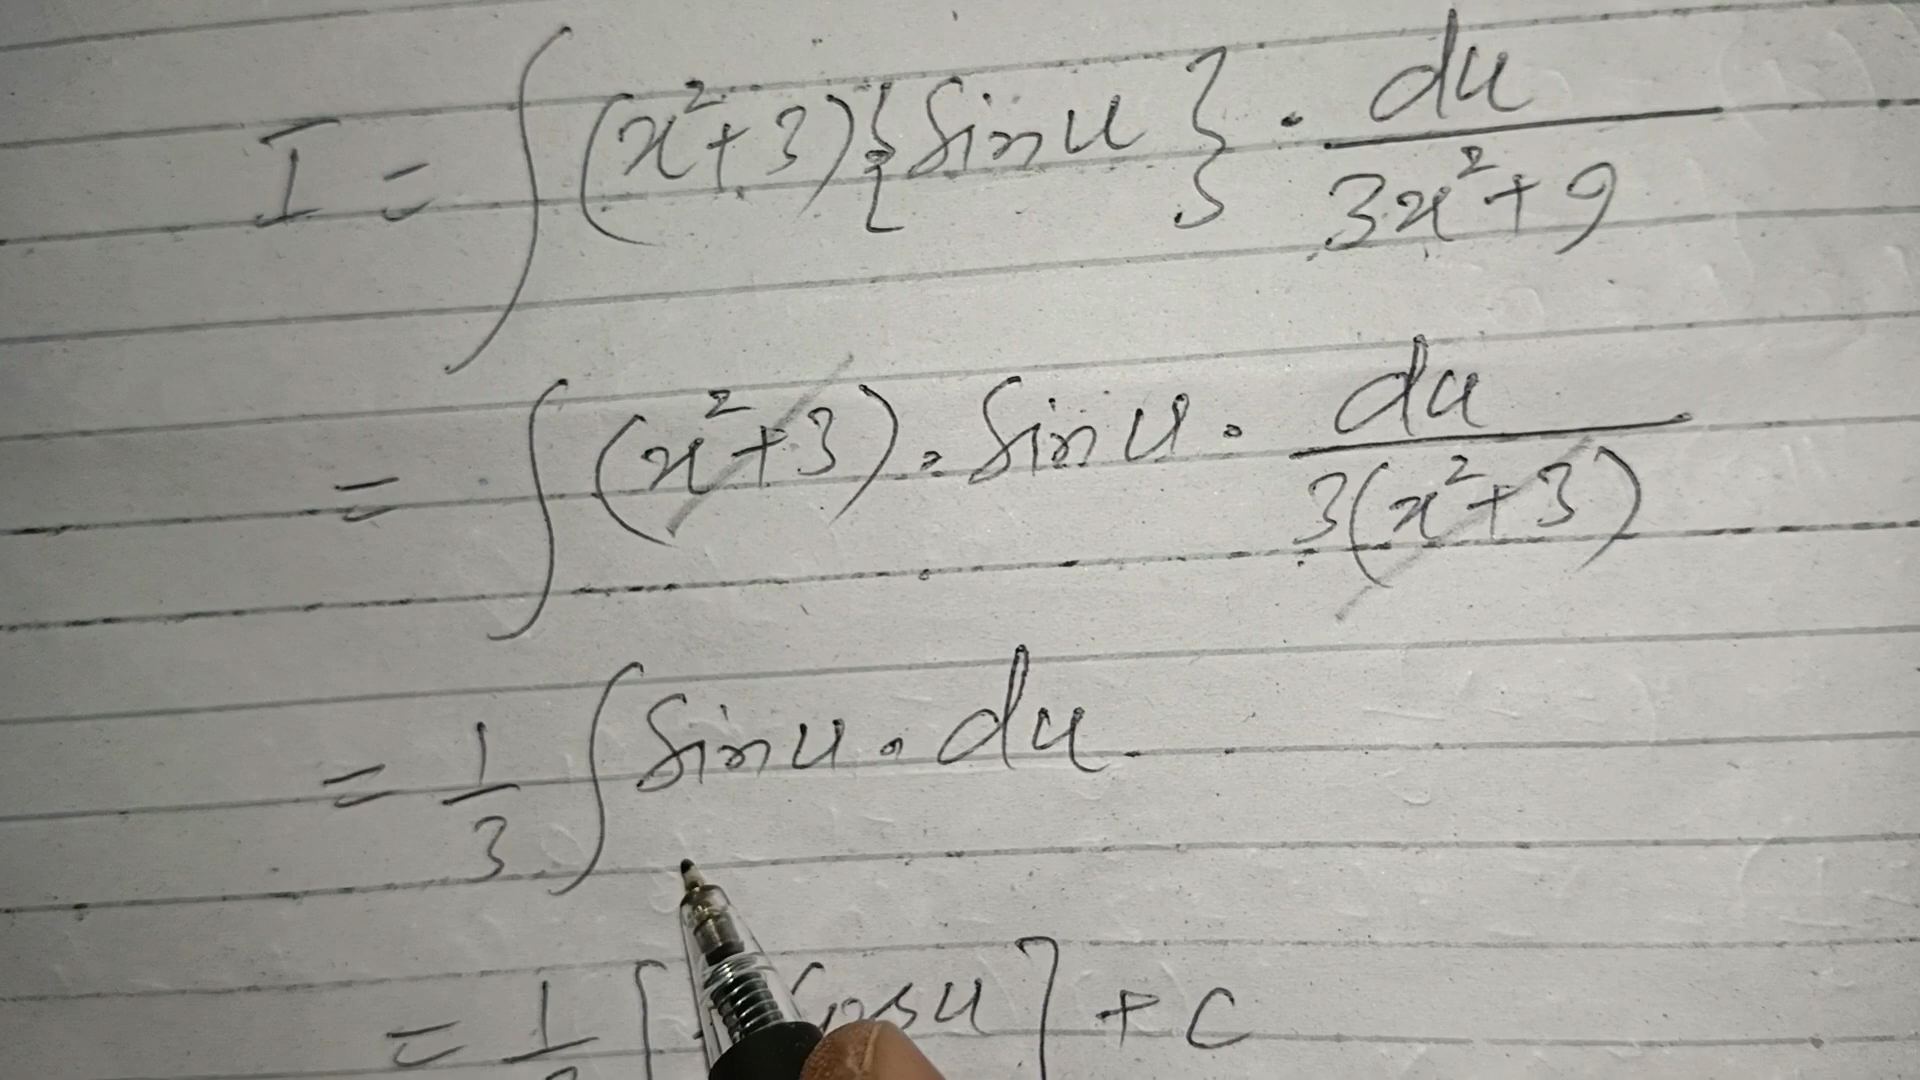 I = ∫ (x²+3){sin u} · du/(3x²+9)
= ∫ (x²+3) · sin u · du/(3(x²+3))
= 1/3 ∫ sin u · du
= 1/ [ cos u ] + c